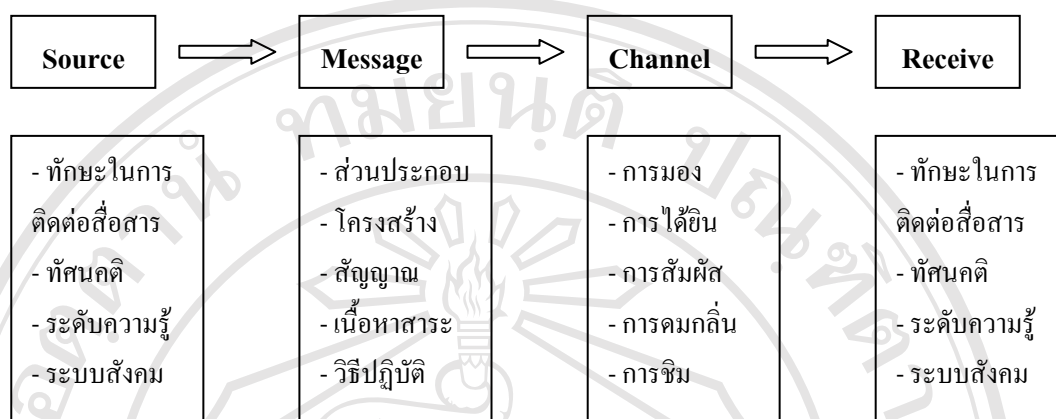 Source
Message
Channel
Receive
- ทักษะในการ
ติดต่อสื่อสาร
- ทัศนคติ
- ระดับความรู้
- ระบบสังคม
- ส่วนประกอบ
- โครงสร้าง
- สัญญาณ
- เนื้อหาสาระ
- วิธีปฏิบัติ
- การมอง
- การได้ยิน
- การสัมผัส
- การดมกลิ่น
- การชิม
- ทักษะในการ
ติดต่อสื่อสาร
- ทัศนคติ
- ระดับความรู้
- ระบบสังคม